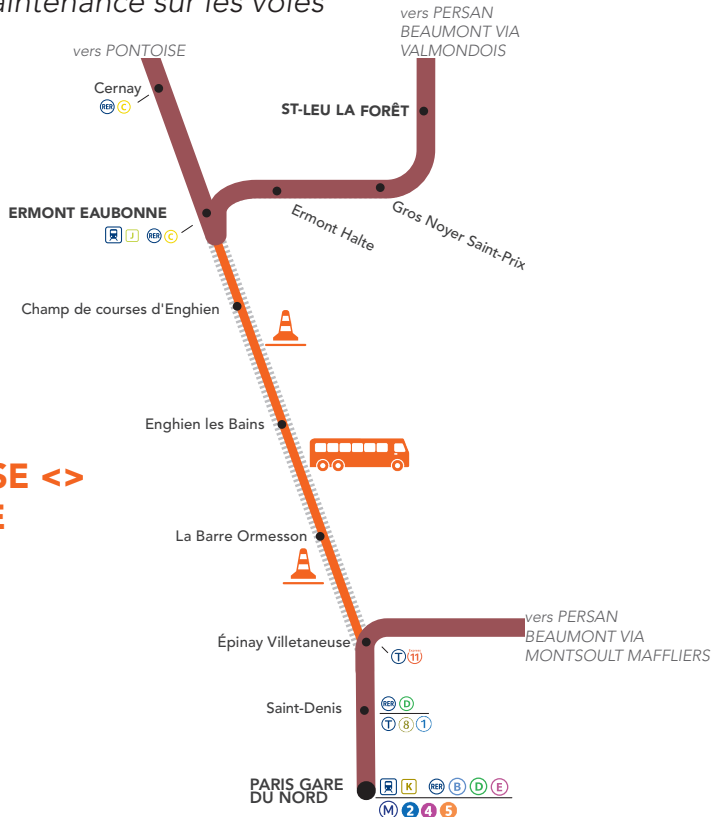 sur les voies
vers PERSAN
BEAUMONT VIA
VALMONDOIS
vers PONTOISE
Cernay
RER C
ST-LEU LA FORÊT
ERMONT EAUBONNE
J RER C
Ermont Halte
Gros Noyer Saint-Prix
Champ de courses d'Enghien
Enghien les Bains
SE <>
E
La Barre Ormesson
vers PERSAN
BEAUMONT VIA
MONTSOULT MAFFLIERS
Épinay Villetaneuse
T 11
Saint-Denis
RER D
T 8 1
PARIS GARE
DU NORD
K RER B D E
M 2 4 5